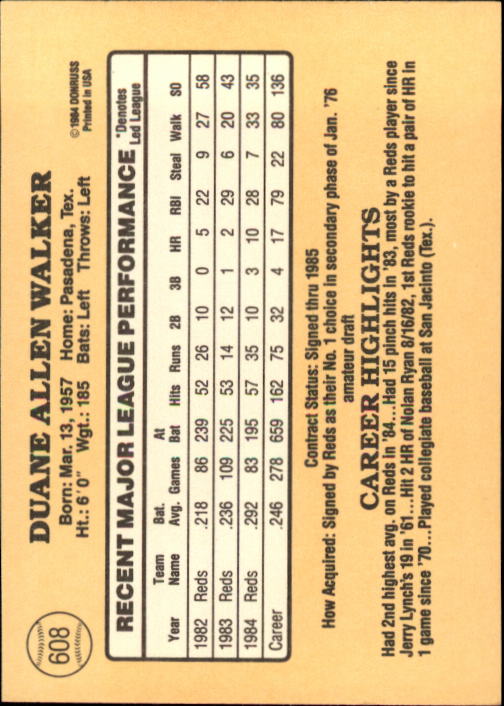 608
DUANE ALLEN WALKER
Born: Mar. 13, 1957 Home: Pasadena, Tex.
Ht.: 6'0" Wgt.: 185 Bats: Left Throws: Left
© 1984 DONRUSS
Printed in USA
RECENT MAJOR LEAGUE PERFORMANCE
*Denotes
Led League
Year Team Name Bat. Avg. Games At Bat Hits Runs 2B 3B HR RBI Steal Walk SO
1982 Reds .218 86 239 52 26 10 0 5 22 9 27 58
1983 Reds .236 109 225 53 14 12 1 2 29 6 20 43
1984 Reds .292 83 195 57 35 10 3 10 28 7 33 35
Career .246 278 659 162 75 32 4 17 79 22 80 136
Contract Status: Signed thru 1985
How Acquired: Signed by Reds as their No. 1 choice in secondary phase of Jan. '76
amateur draft
CAREER HIGHLIGHTS
Had 2nd highest avg. on Reds in '84...Had 15 pinch hits in '83, most by a Reds player since
Jerry Lynch's 19 in '61...Hit 2 HR of Nolan Ryan 8/16/82, 1st Reds rookie to hit a pair of HR in
1 game since '70...Played collegiate baseball at San Jacinto (Tex.).